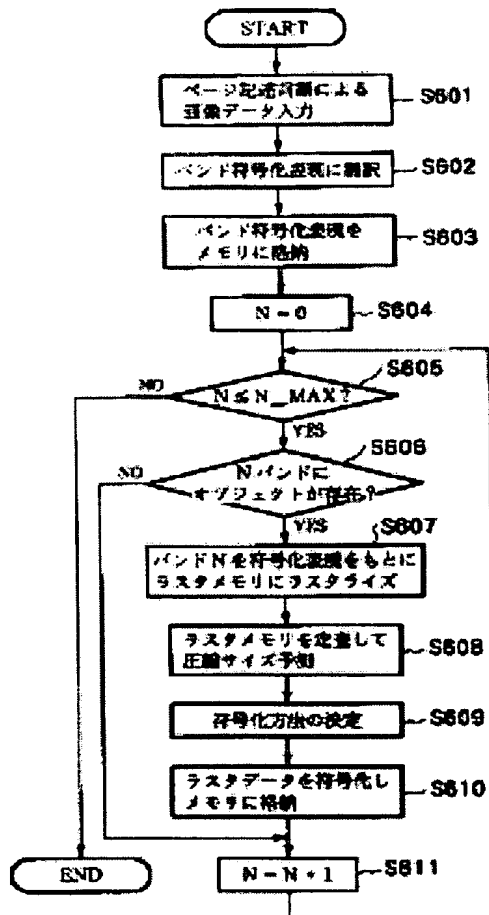 START
ページ記述言語による
画像データ入力
S601
バンド符号化表現に翻訳
S602
バンド符号化表現を
メモリに格納
S603
N=0
S604
N≤N_MAX?
S605
NO
YES
Nバンドに
オブジェクトが存在?
S606
NO
YES
バンドNを符号化表現をもとに
ラスタメモリにラスタライズ
S607
ラスタメモリを走査して
圧縮サイズ予測
S608
符号化方法の決定
S609
ラスタデータを符号化し
メモリに格納
S610
N=N+1
S611
END